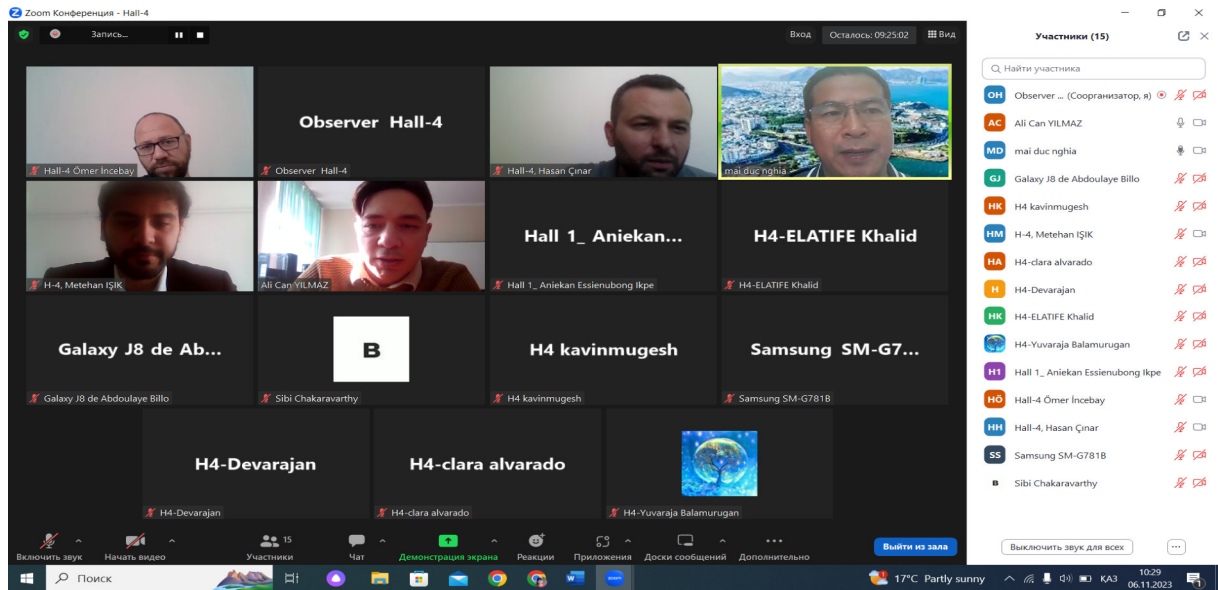 Zoom Конференция - Hall-4
Запись...
Вход
Осталось: 09:25:02
Вид
Hall-4 Ömer İncebay
Observer Hall-4
Observer Hall-4
Hall-4, Hasan Çınar
mai duc nghia
H-4, Metehan IŞIK
Ali Can YILMAZ
Hall 1_ Aniekan...
Hall 1_ Aniekan Essienubong Ikpe
H4-ELATIFE Khalid
H4-ELATIFE Khalid
Galaxy J8 de Ab...
Galaxy J8 de Abdoulaye Billo
B
Sibi Chakaravarthy
H4 kavinmugesh
H4 kavinmugesh
Samsung SM-G7...
Samsung SM-G781B
H4-Devarajan
H4-Devarajan
H4-clara alvarado
H4-clara alvarado
H4-Yuvaraja Balamurugan
Включить звук
Начать видео
15
Участники
Чат
Демонстрация экрана
Реакции
Приложения
Доски сообщений
Дополнительно
Выйти из зала
Участники (15)
Найти участника
OH Observer ... (Соорганизатор, я)
AC Ali Can YILMAZ
MD mai duc nghia
GJ Galaxy J8 de Abdoulaye Billo
HK H4 kavinmugesh
HM H-4, Metehan IŞIK
HA H4-clara alvarado
H H4-Devarajan
HK H4-ELATIFE Khalid
H4-Yuvaraja Balamurugan
H1 Hall 1_ Aniekan Essienubong Ikpe
HÖ Hall-4 Ömer İncebay
HH Hall-4, Hasan Çınar
SS Samsung SM-G781B
B Sibi Chakaravarthy
Выключить звук для всех
Поиск
17°C Partly sunny
КАЗ
10:29
06.11.2023